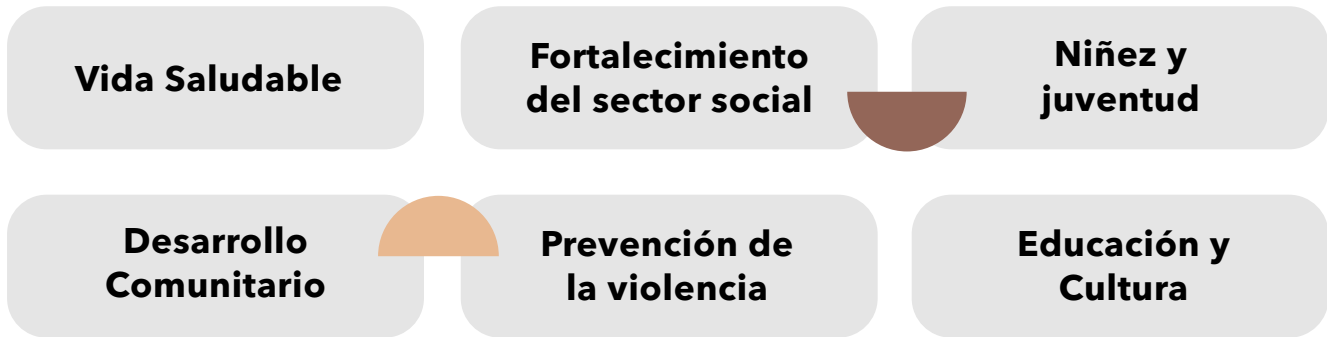 Vida Saludable
Fortalecimiento
del sector social
Niñez y
juventud
Desarrollo
Comunitario
Prevención de
la violencia
Educación y
Cultura